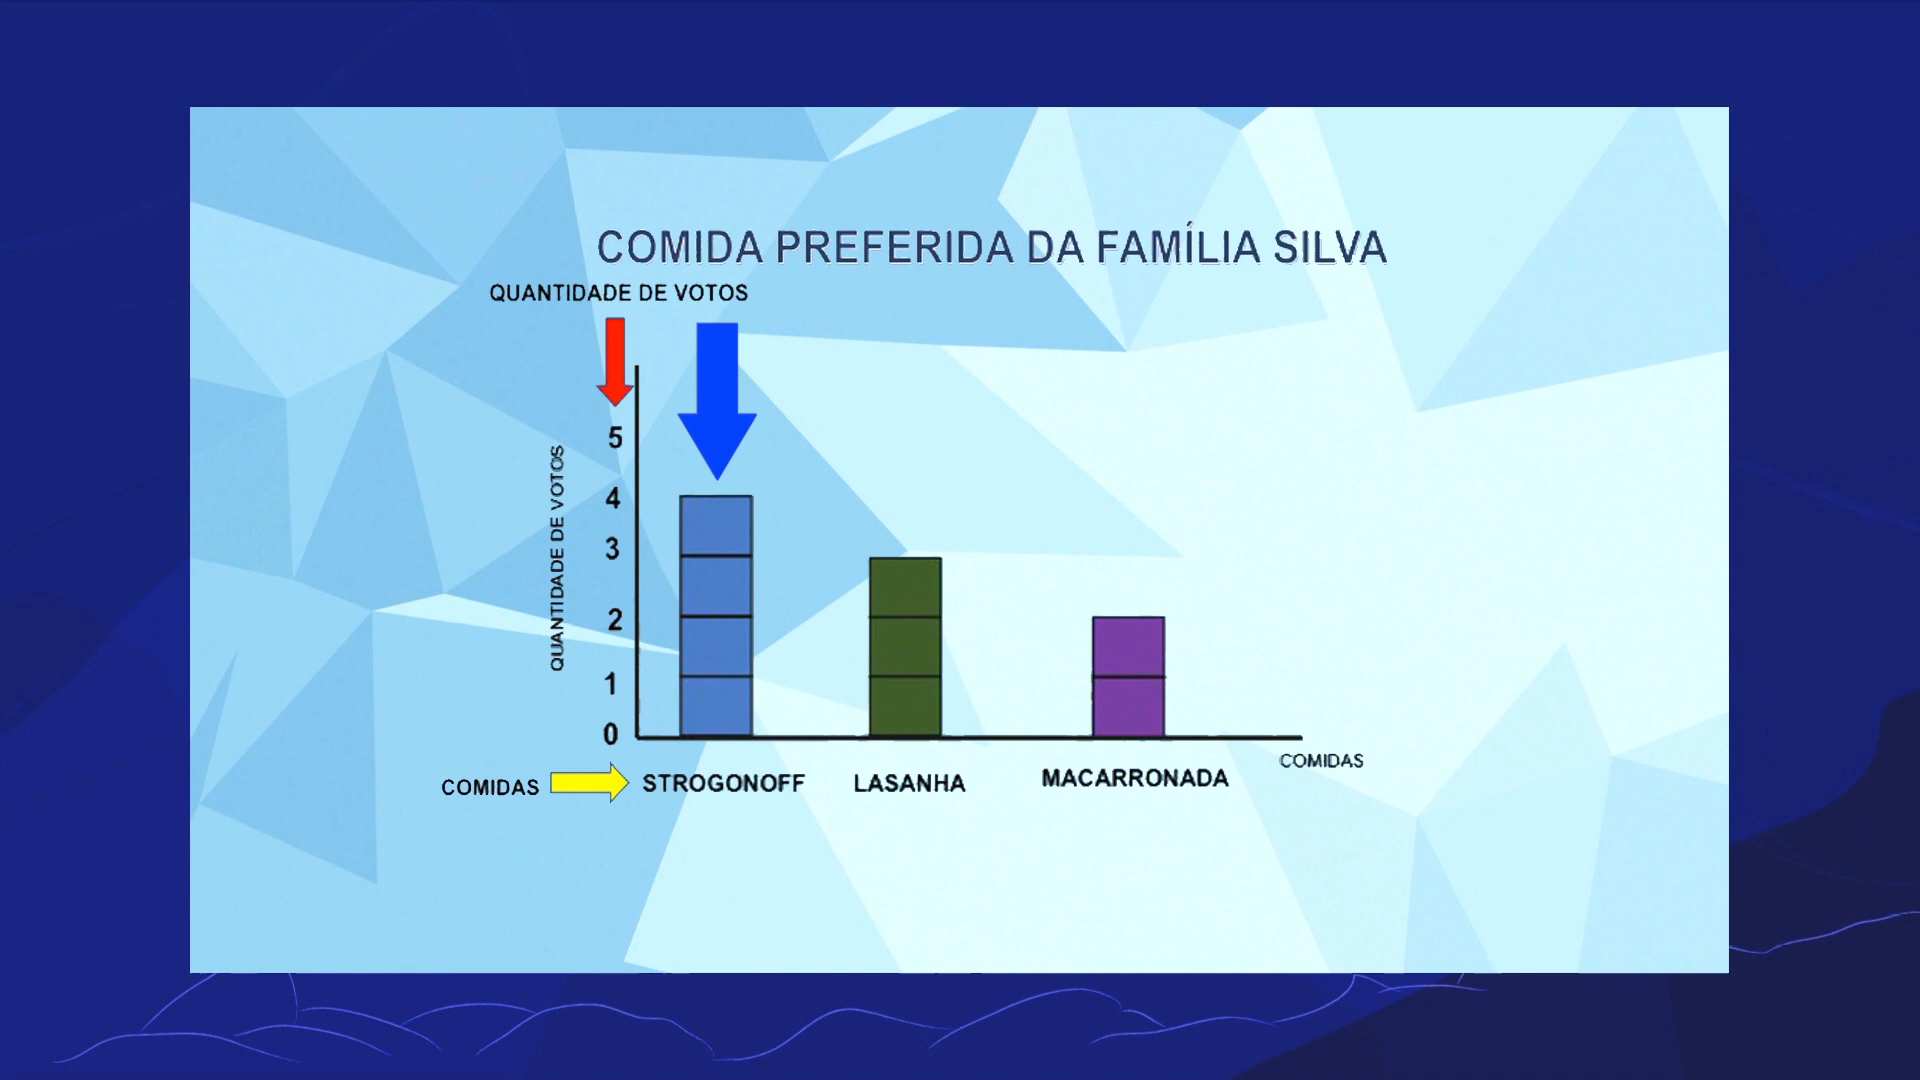 COMIDA PREFERIDA DA FAMÍLIA SILVA
QUANTIDADE DE VOTOS
QUANTIDADE DE VOTOS
5
4
3
2
1
0
COMIDAS
STROGONOFF LASANHA MACARRONADA
COMIDAS